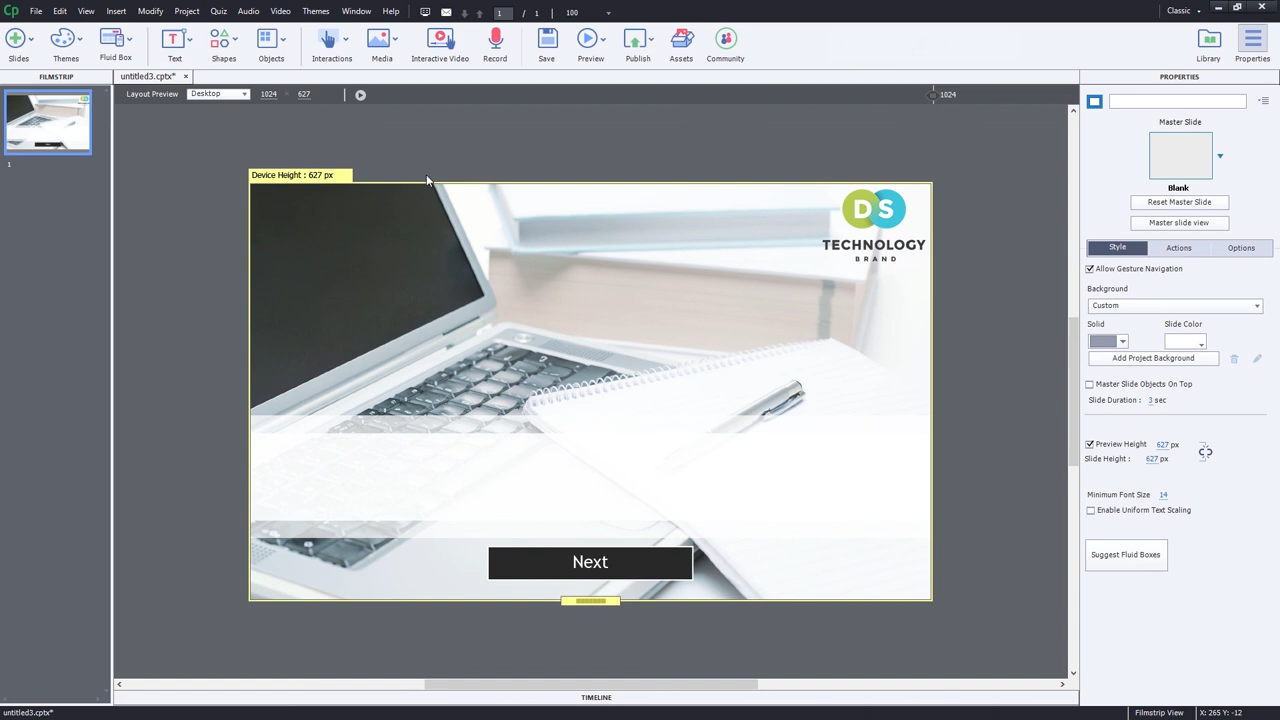 Cp File Edit View Insert Modify Project Quiz Audio Video Themes Window Help 1 / 1 100 Classic
Slides Themes Fluid Box Text Shapes Objects Interactions Media Interactive Video Record Save Preview Publish Assets Community Library Properties
FILMSTRIP untitled3.cptx* × PROPERTIES
Layout Preview Desktop 1024 × 627 1024
1
Master Slide
Blank
Reset Master Slide
Master slide view
Style Actions Options
Allow Gesture Navigation
Background
Custom
Solid Slide Color
Add Project Background
Master Slide Objects On Top
Slide Duration : 3 sec
Preview Height 627 px
Slide Height : 627 px
Minimum Font Size 14
Enable Uniform Text Scaling
Suggest Fluid Boxes
Device Height : 627 px
DS
TECHNOLOGY
BRAND
Next
TIMELINE
untitled3.cptx* Filmstrip View X: 265 Y: -12